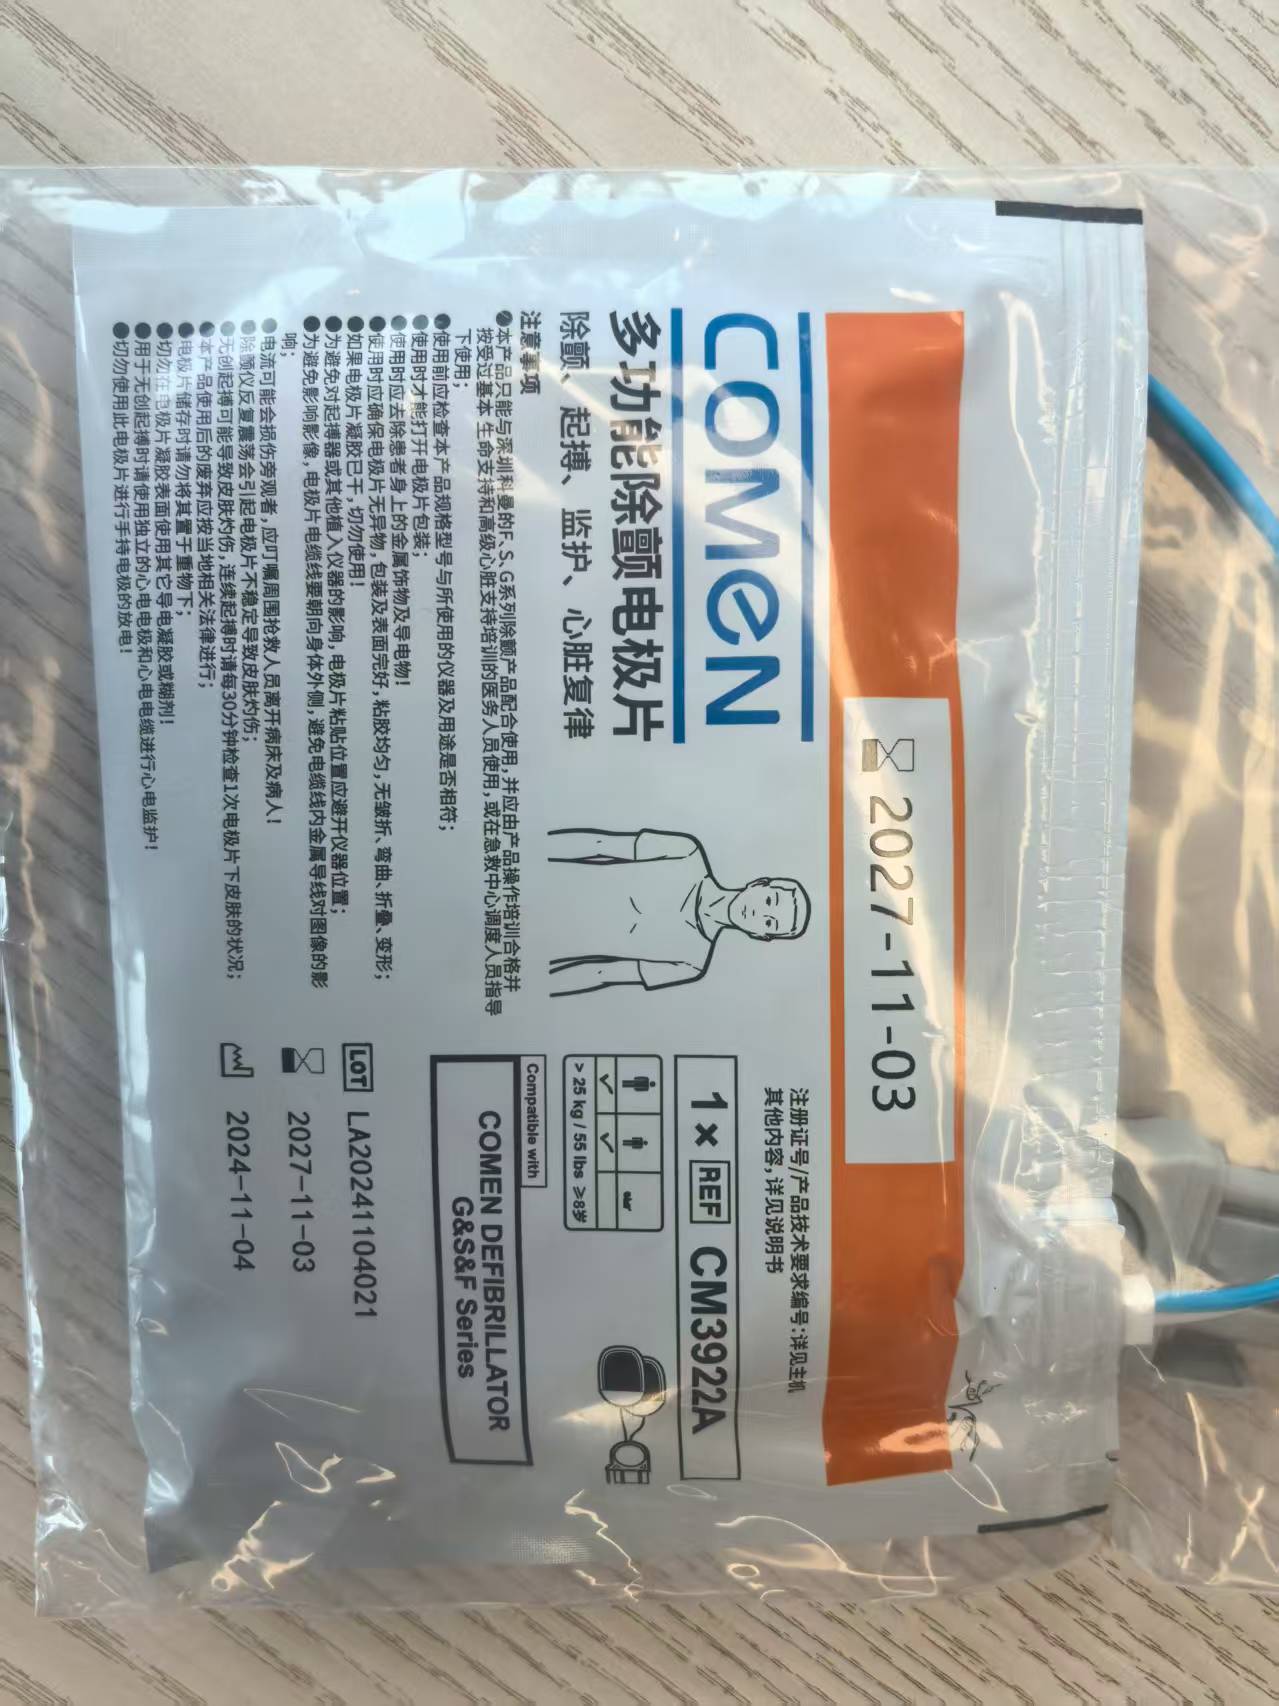 2027-11-03
COMEN
多功能除颤电极片
除颤、起搏、监护、心脏复律
注意事项
●本产品只能与深圳科曼的F、S、G系列除颤产品配合使用,并应由产品操作培训合格并
按受过基本 生命支持和高级心脏支持培训的医务人员使用,或在急救中心调度人员指导
下使用;
●使用前应检查本产品规格型号与所使用的仪器及用途是否相符;
●使用时才能打开电极片包装;
●使用时应去除患者身上的金属饰物及导电物!
●使用时应确保电极片无异物,包装及表面完好,粘胶均匀,无皱折、弯曲、折叠、变形;
●如果电极片凝胶已干,切勿使用!
●为避免对起搏器或其他植入仪器的影响,电极片粘贴位置应避开仪器位置;
●为避免影响影像,电极片电缆线要朝向身体外侧,避免电缆线内金属导线对图像的影
响;
●电流可能会损伤旁观者,应叮嘱周围抢救人员离开病床及病人!
●除颤仪反复震荡会引起电极片不稳定导致皮肤灼伤;
●无创起搏可能导致皮肤灼伤,连续起搏时请每30分钟检查1次电极片下皮肤的状况;
●本产品使用后的废弃应按当地相关法律进行;
●电极片储存时请勿将其置于重物下;
●切勿在电极片凝胶表面使用其它导电凝胶或糊剂!
●用于无创起搏时请使用独立的心电电极和心电电缆进行心电监护!
●切勿使用此电极片进行手持电极的放电!
注册证号/产品技术要求编号:详见主机
其他内容,详见说明书
1× REF CM3922A
> 25 kg / 55 lbs ≥8岁
Compatible with
COMEN DEFIBRILLATOR
G&S&F Series
LOT LA20241104021
2027-11-03
2024-11-04